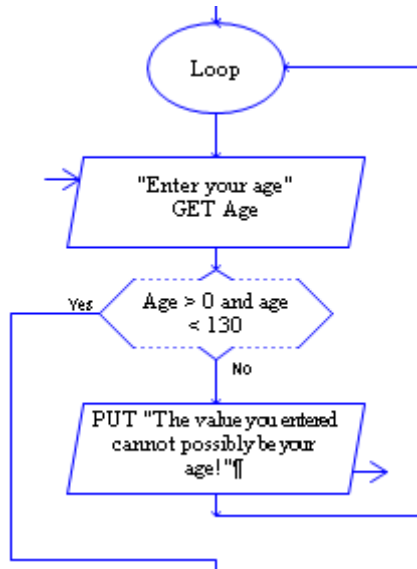 Loop
"Enter your age"
GET Age
Yes
Age > 0 and age
< 130
No
PUT "The value you entered
cannot possibly be your
age!"¶